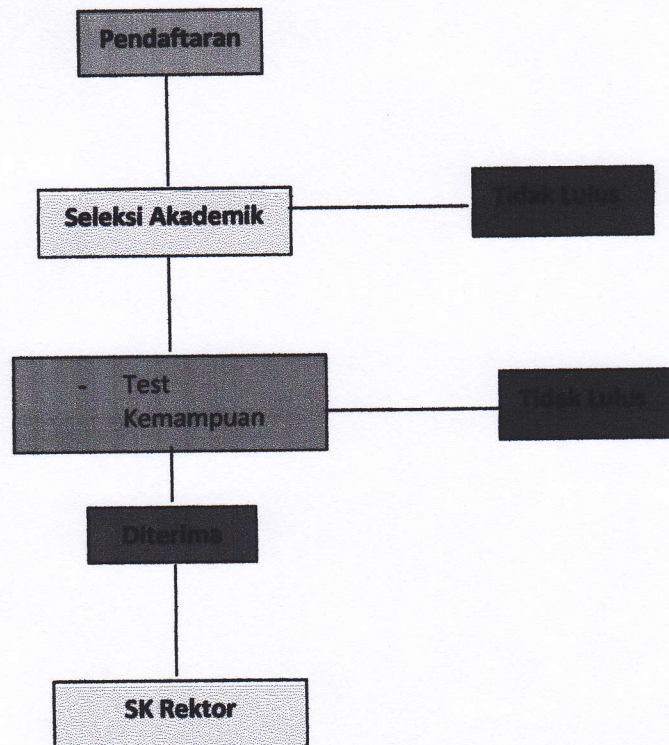 Pendaftaran
Seleksi Akademik
Tidak Lulus
- Test
Kemampuan
Tidak Lulus
Diterima
SK Rektor